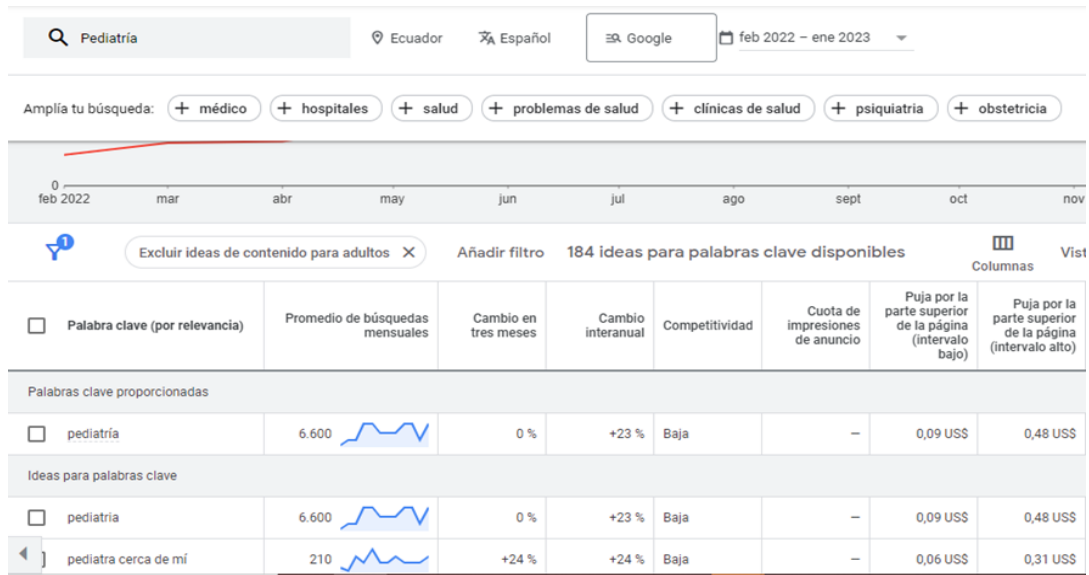 Pediatría
Ecuador
Español
Google
feb 2022 – ene 2023
Amplía tu búsqueda:
+ médico
+ hospitales
+ salud
+ problemas de salud
+ clínicas de salud
+ psiquiatria
+ obstetricia
0
feb 2022 mar abr may jun jul ago sept oct nov
1
Excluir ideas de contenido para adultos
Añadir filtro
184 ideas para palabras clave disponibles
Columnas
Vist
Palabra clave (por relevancia)
Promedio de búsquedas
mensuales
Cambio en
tres meses
Cambio
interanual
Competitividad
Cuota de
impresiones
de anuncio
Puja por la
parte superior
de la página
(intervalo
bajo)
Puja por la
parte superior
de la página
(intervalo alto)
Palabras clave proporcionadas
pediatría 6.600 0 % +23 % Baja – 0,09 US$ 0,48 US$
Ideas para palabras clave
pediatria 6.600 0 % +23 % Baja – 0,09 US$ 0,48 US$
pediatra cerca de mí 210 +24 % +24 % Baja – 0,06 US$ 0,31 US$